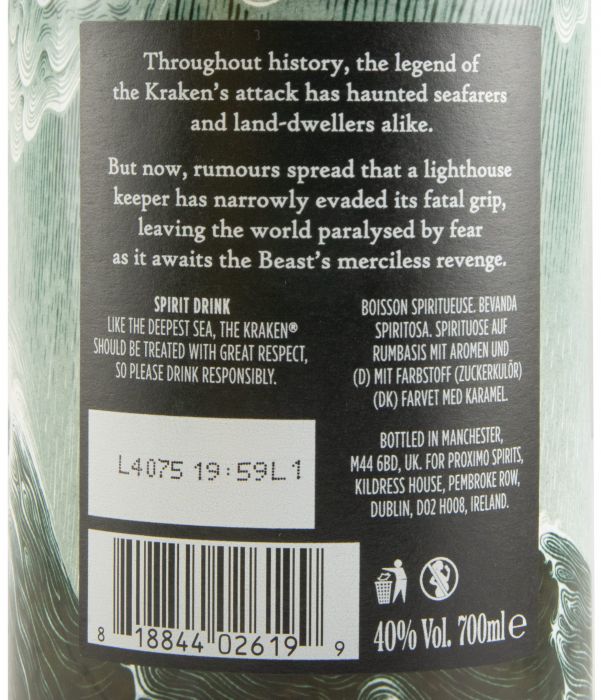 Throughout history, the legend of
the Kraken's attack has haunted seafarers
and land-dwellers alike.
But now, rumours spread that a lighthouse
keeper has narrowly evaded its fatal grip,
leaving the world paralysed by fear
as it awaits the Beast's merciless revenge.
SPIRIT DRINK
LIKE THE DEEPEST SEA, THE KRAKEN®
SHOULD BE TREATED WITH GREAT RESPECT,
SO PLEASE DRINK RESPONSIBLY.
BOISSON SPIRITUEUSE. BEVANDA
SPIRITOSA. SPIRITUOSE AUF
RUMBASIS MIT AROMEN UND
(D) MIT FARBSTOFF (ZUCKERKULÖR)
(DK) FARVET MED KARAMEL.
BOTTLED IN MANCHESTER,
M44 6BD, UK. FOR PROXIMO SPIRITS,
KILDRESS HOUSE, PEMBROKE ROW,
DUBLIN, D02 H008, IRELAND.
L4075 19:59L1
8 18844 02619 9
40% Vol. 700ml e